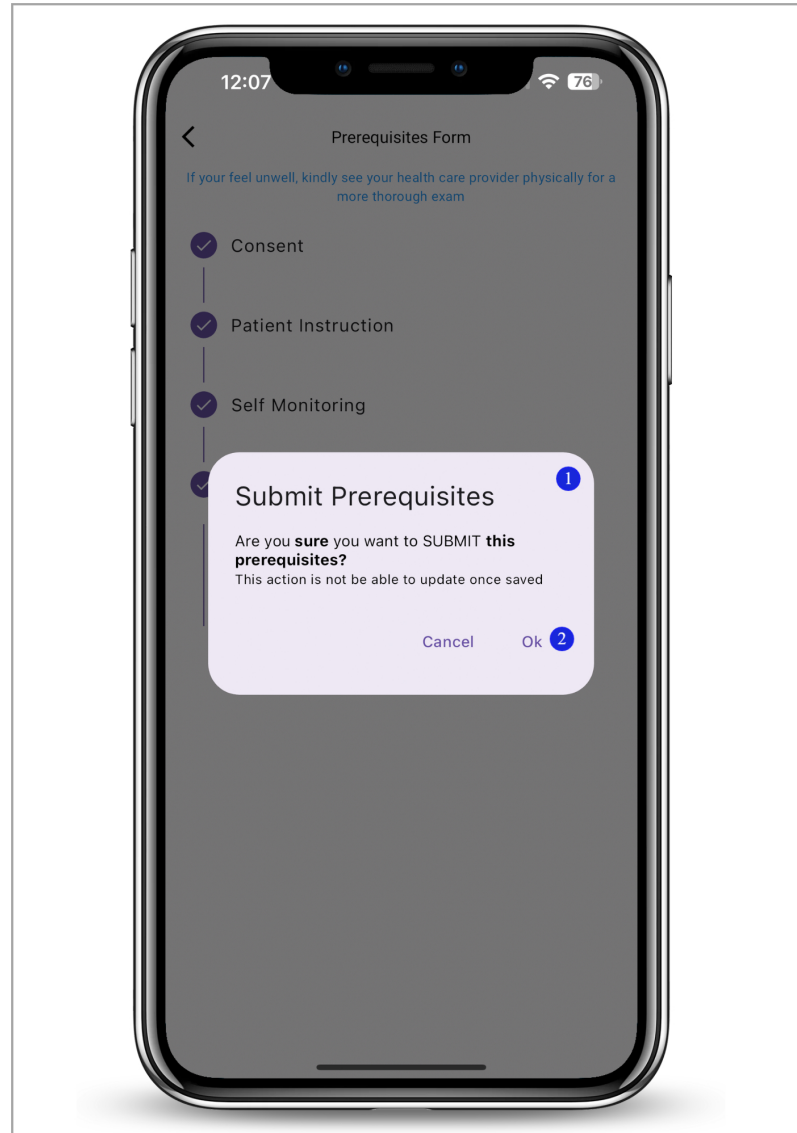 12:07
76
Prerequisites Form
If your feel unwell, kindly see your health care provider physically for a
more thorough exam
Consent
Patient Instruction
Self Monitoring
1
Submit Prerequisites
Are you sure you want to SUBMIT this
prerequisites?
This action is not be able to update once saved
Cancel Ok 2